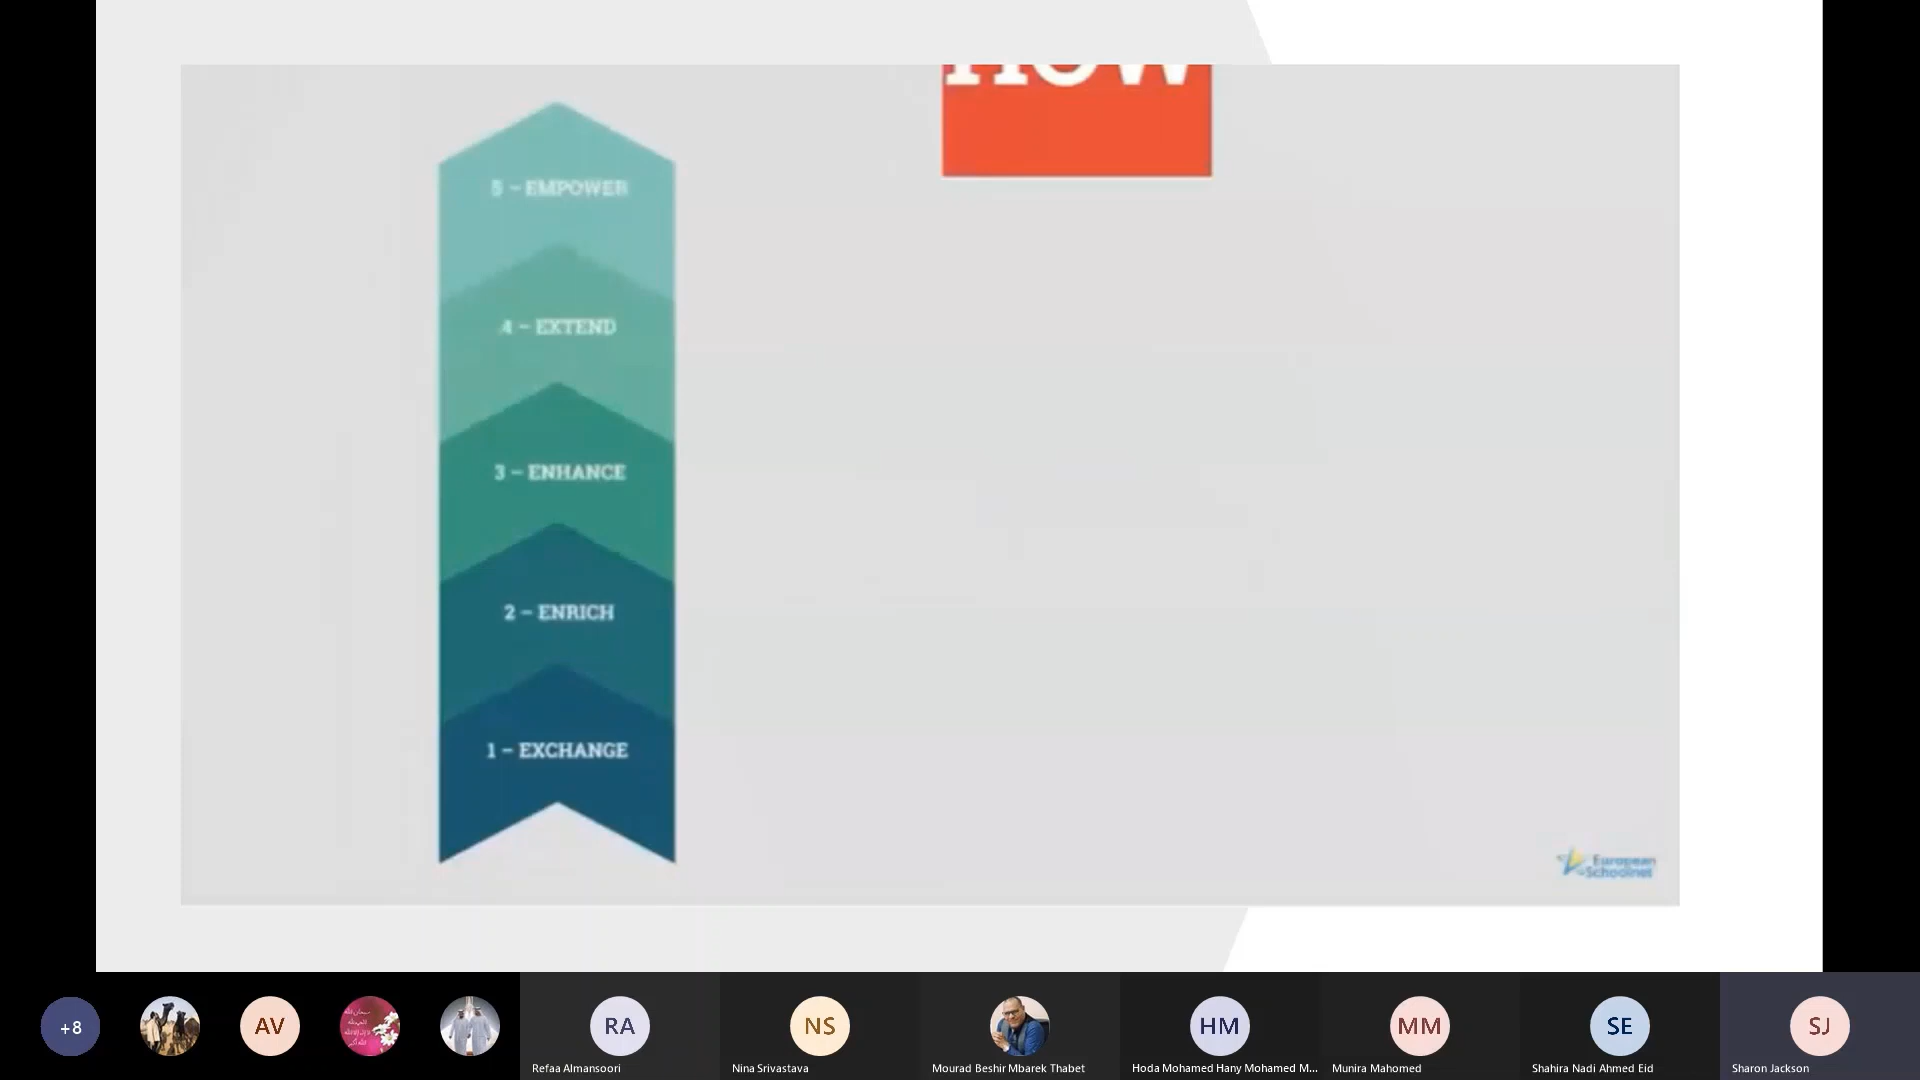 HOW
5 – EMPOWER
4 – EXTEND
3 – ENHANCE
2 – ENRICH
1 – EXCHANGE
European
Schoolnet
+8
AV
RA
NS
HM
MM
SE
SJ
Refaa Almansoori
Nina Srivastava
Mourad Beshir Mbarek Thabet
Hoda Mohamed Hany Mohamed M...
Munira Mahomed
Shahira Nadi Ahmed Eid
Sharon Jackson